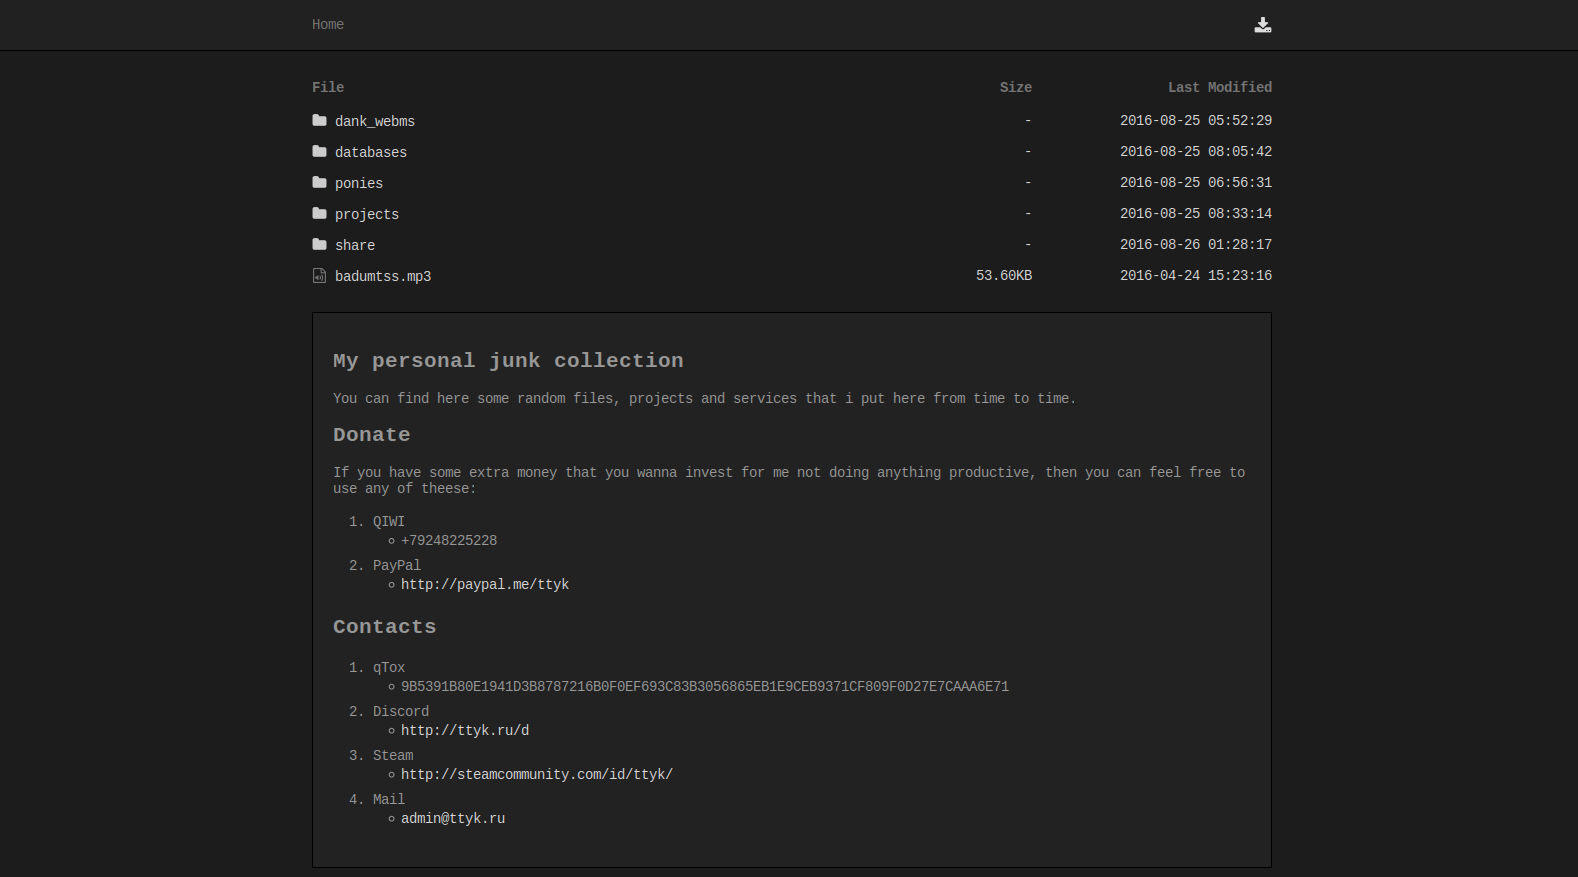 Home
File Size Last Modified
dank_webms - 2016-08-25 05:52:29
databases - 2016-08-25 08:05:42
ponies - 2016-08-25 06:56:31
projects - 2016-08-25 08:33:14
share - 2016-08-26 01:28:17
badumtss.mp3 53.60KB 2016-04-24 15:23:16
My personal junk collection
You can find here some random files, projects and services that i put here from time to time.
Donate
If you have some extra money that you wanna invest for me not doing anything productive, then you can feel free to
use any of theese:
1. QIWI
+79248225228
2. PayPal
http://paypal.me/ttyk
Contacts
1. qTox
9B5391B80E1941D3B8787216B0F0EF693C83B3056865EB1E9CEB9371CF809F0D27E7CAAA6E71
2. Discord
http://ttyk.ru/d
3. Steam
http://steamcommunity.com/id/ttyk/
4. Mail
admin@ttyk.ru